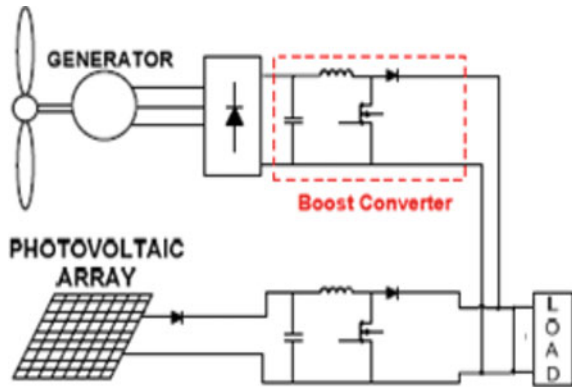 GENERATOR
Boost Converter
PHOTOVOLTAIC
ARRAY
L
O
A
D